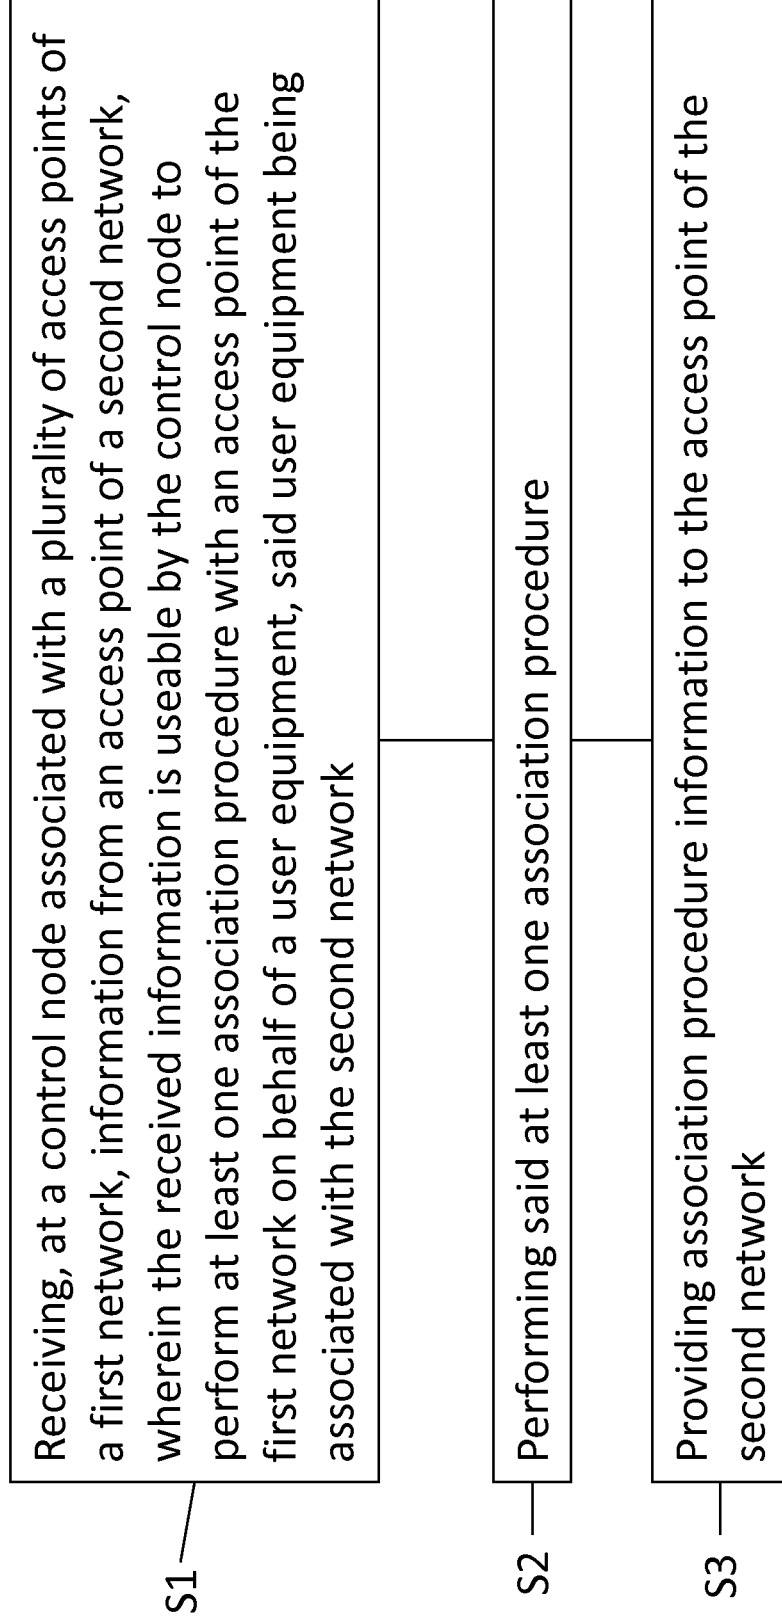 S1
Receiving, at a control node associated with a plurality of access points of
a first network, information from an access point of a second network,
wherein the received information is useable by the control node to
perform at least one association procedure with an access point of the
first network on behalf of a user equipment, said user equipment being
associated with the second network
S2
Performing said at least one association procedure
S3
Providing association procedure information to the access point of the
second network